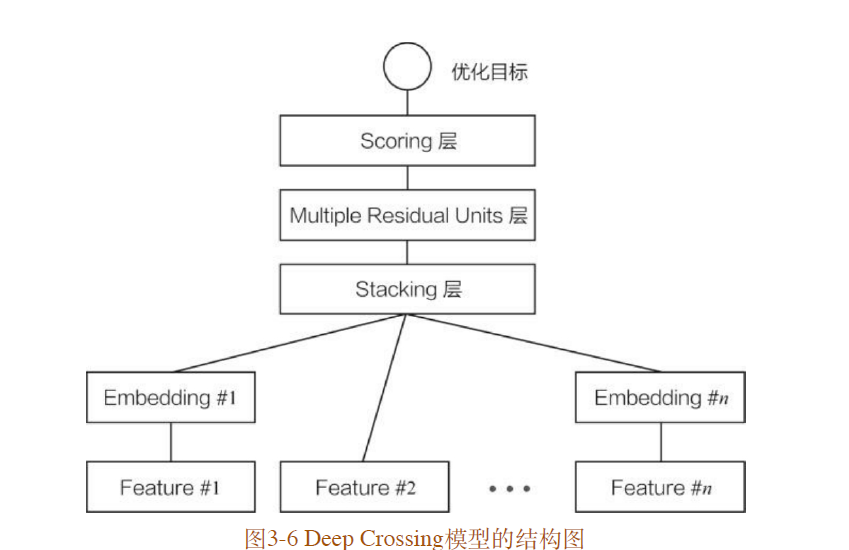 优化目标
Scoring 层
Multiple Residual Units 层
Stacking 层
Embedding #1
Embedding #n
Feature #1
Feature #2
• • •
Feature #n
图3-6 Deep Crossing模型的结构图